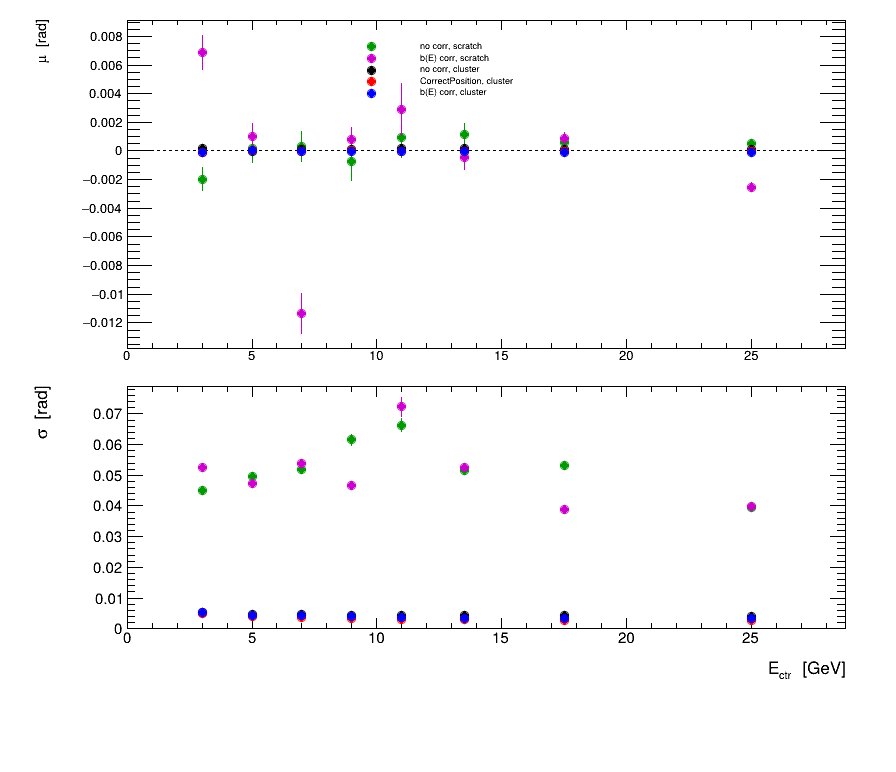 μ [rad]
0.008
0.006
0.004
0.002
0
−0.002
−0.004
−0.006
−0.008
−0.01
−0.012
no corr, scratch
b(E) corr, scratch
no corr, cluster
CorrectPosition, cluster
b(E) corr, cluster
0 5 10 15 20 25
σ [rad]
0.07
0.06
0.05
0.04
0.03
0.02
0.01
0
0 5 10 15 20 25
E_ctr [GeV]